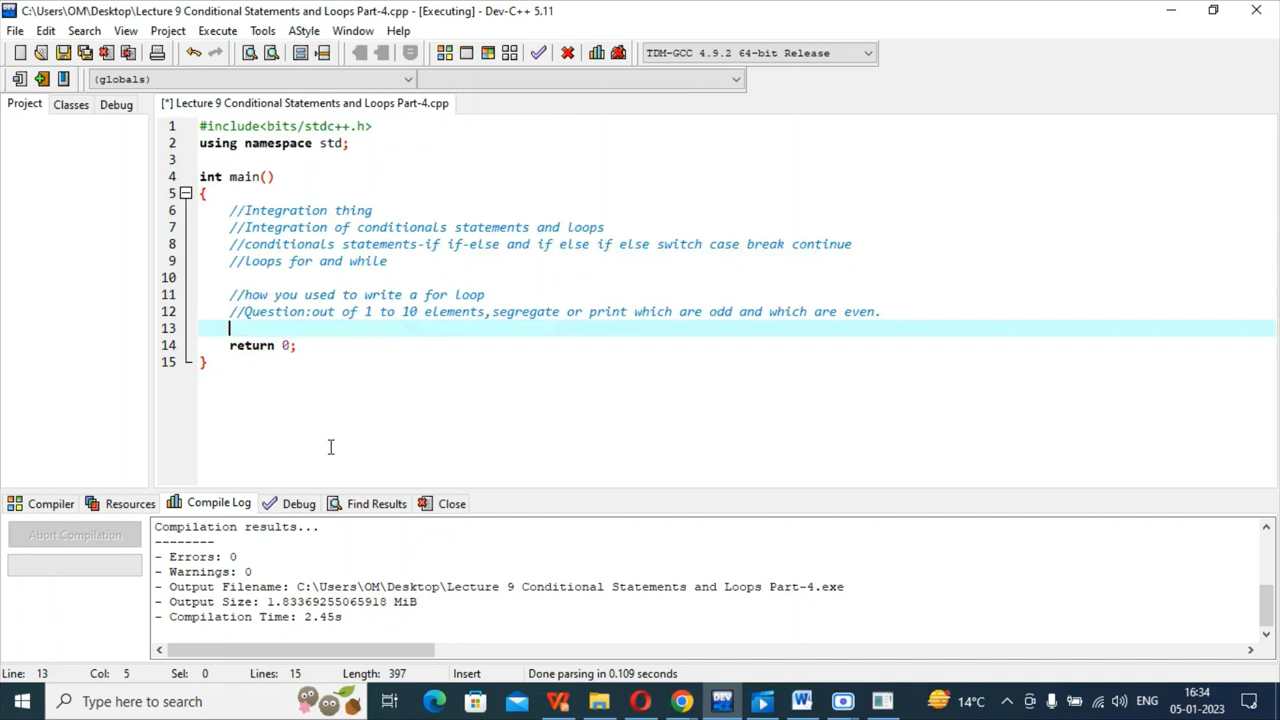 C:\Users\OM\Desktop\Lecture 9 Conditional Statements and Loops Part-4.cpp - [Executing] - Dev-C++ 5.11
File Edit Search View Project Execute Tools AStyle Window Help
TDM-GCC 4.9.2 64-bit Release
(globals)
Project Classes Debug [*] Lecture 9 Conditional Statements and Loops Part-4.cpp
1 #include<bits/stdc++.h>
2 using namespace std;
3
4 int main()
5 {
6 //Integration thing
7 //Integration of conditionals statements and loops
8 //conditionals statements-if if-else and if else if else switch case break continue
9 //loops for and while
10
11 //how you used to write a for loop
12 //Question:out of 1 to 10 elements,segregate or print which are odd and which are even.
13
14 return 0;
15 }
Compiler Resources Compile Log Debug Find Results Close
Abort Compilation
Compilation results...
--------
- Errors: 0
- Warnings: 0
- Output Filename: C:\Users\OM\Desktop\Lecture 9 Conditional Statements and Loops Part-4.exe
- Output Size: 1.83369255065918 MiB
- Compilation Time: 2.45s
Line: 13 Col: 5 Sel: 0 Lines: 15 Length: 397 Insert Done parsing in 0.109 seconds
Type here to search DEV W 14°C ENG 16:34
05-01-2023